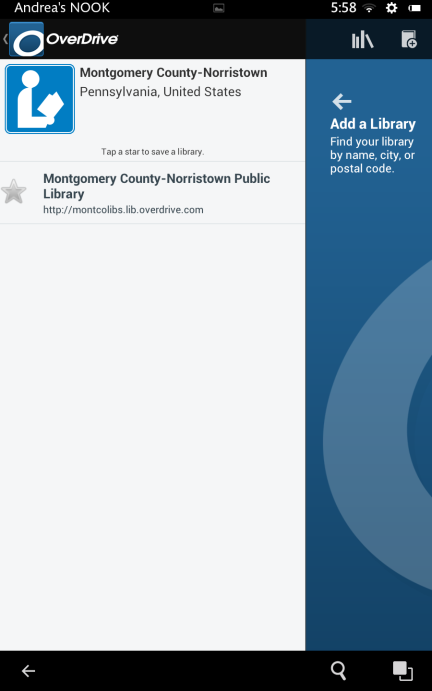 Andrea's NOOK
5:58
OverDrive
Montgomery County-Norristown
Pennsylvania, United States
Tap a star to save a library.
Montgomery County-Norristown Public
Library
http://montcolibs.lib.overdrive.com
Add a Library
Find your library
by name, city, or
postal code.